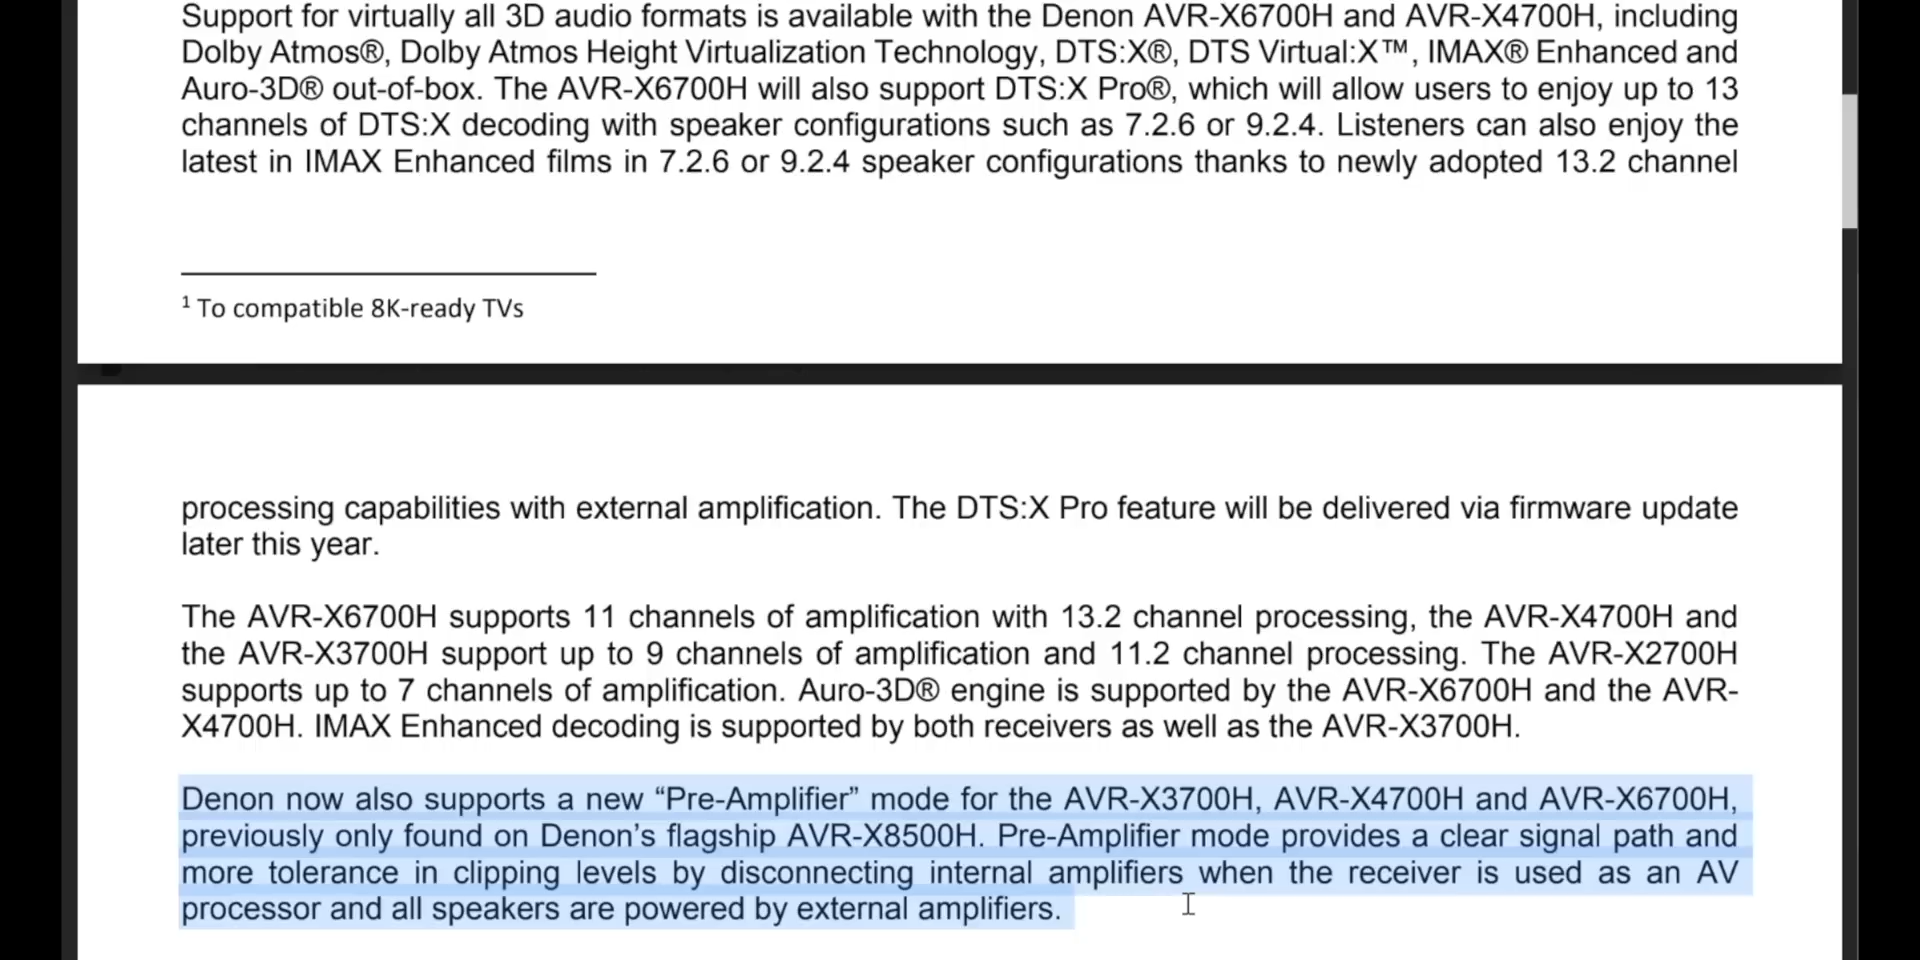 Support for virtually all 3D audio formats is available with the Denon AVR-X6700H and AVR-X4700H, including
Dolby Atmos®, Dolby Atmos Height Virtualization Technology, DTS:X®, DTS Virtual:X™, IMAX® Enhanced and
Auro-3D® out-of-box. The AVR-X6700H will also support DTS:X Pro®, which will allow users to enjoy up to 13
channels of DTS:X decoding with speaker configurations such as 7.2.6 or 9.2.4. Listeners can also enjoy the
latest in IMAX Enhanced films in 7.2.6 or 9.2.4 speaker configurations thanks to newly adopted 13.2 channel
¹ To compatible 8K-ready TVs
processing capabilities with external amplification. The DTS:X Pro feature will be delivered via firmware update
later this year.
The AVR-X6700H supports 11 channels of amplification with 13.2 channel processing, the AVR-X4700H and
the AVR-X3700H support up to 9 channels of amplification and 11.2 channel processing. The AVR-X2700H
supports up to 7 channels of amplification. Auro-3D® engine is supported by the AVR-X6700H and the AVR-
X4700H. IMAX Enhanced decoding is supported by both receivers as well as the AVR-X3700H.
Denon now also supports a new “Pre-Amplifier” mode for the AVR-X3700H, AVR-X4700H and AVR-X6700H,
previously only found on Denon’s flagship AVR-X8500H. Pre-Amplifier mode provides a clear signal path and
more tolerance in clipping levels by disconnecting internal amplifiers when the receiver is used as an AV
processor and all speakers are powered by external amplifiers.